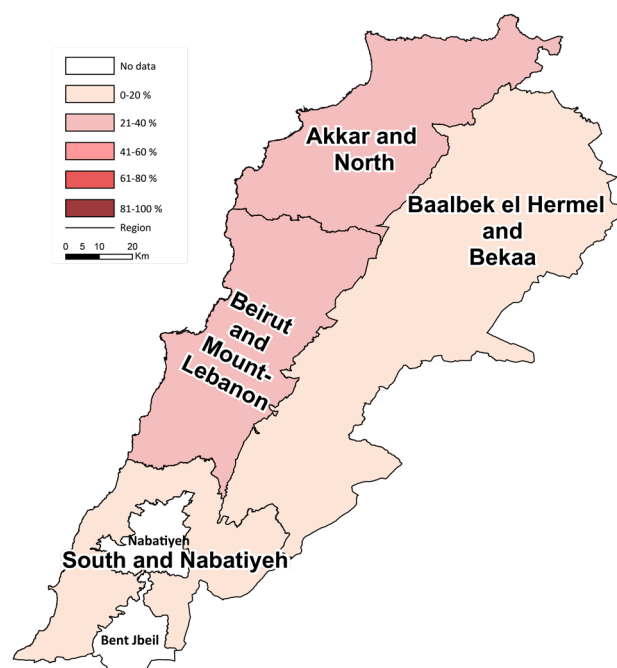 No data
0-20 %
21-40 %
41-60 %
61-80 %
81-100 %
Region
0 5 10 20
Km
Akkar and
North
Baalbek el Hermel
and
Bekaa
Beirut
and
Mount-
Lebanon
Nabatiyeh
South and Nabatiyeh
Bent Jbeil